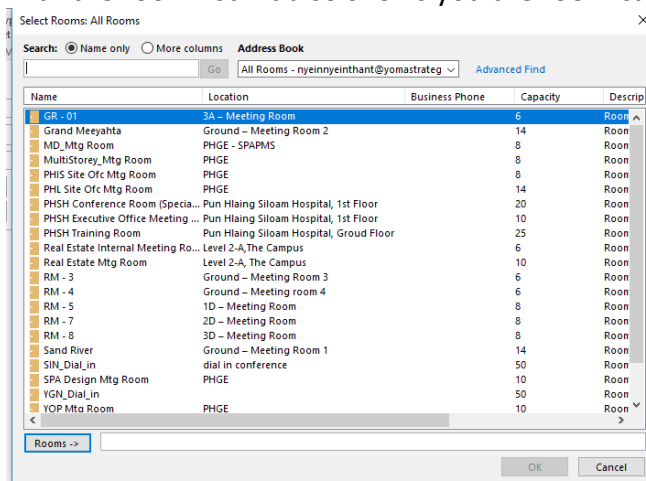 Select Rooms: All Rooms
Search: Name only More columns Address Book
Go All Rooms - nyeinnyeinthant@yomastrateg Advanced Find
Name Location Business Phone Capacity Descrip
GR - 01 3A – Meeting Room 6 Room
Grand Meeyahta Ground – Meeting Room 2 14 Room
MD_Mtg Room PHGE - SPAPMS 8 Room
MultiStorey_Mtg Room PHGE 8 Room
PHIS Site Ofc Mtg Room PHGE 8 Room
PHL Site Ofc Mtg Room PHGE 14 Room
PHSH Conference Room (Specia... Pun Hlaing Siloam Hospital, 1st Floor 20 Room
PHSH Executive Office Meeting ... Pun Hlaing Siloam Hospital, 1st Floor 10 Room
PHSH Training Room Pun Hlaing Siloam Hospital, Groud Floor 25 Room
Real Estate Internal Meeting Ro... Level 2-A,The Campus 6 Room
Real Estate Mtg Room Level 2-A, The Campus 10 Room
RM - 3 Ground – Meeting Room 3 6 Room
RM - 4 Ground – Meeting room 4 6 Room
RM - 5 1D – Meeting Room 8 Room
RM - 7 2D – Meeting Room 8 Room
RM - 8 3D – Meeting Room 8 Room
Sand River Ground – Meeting Room 1 14 Room
SIN_Dial_in dial in conference 50 Room
SPA Design Mtg Room PHGE 10 Room
YGN_Dial_in 50 Room
YOP Mtg Room PHGE 10 Room
Rooms ->
OK Cancel